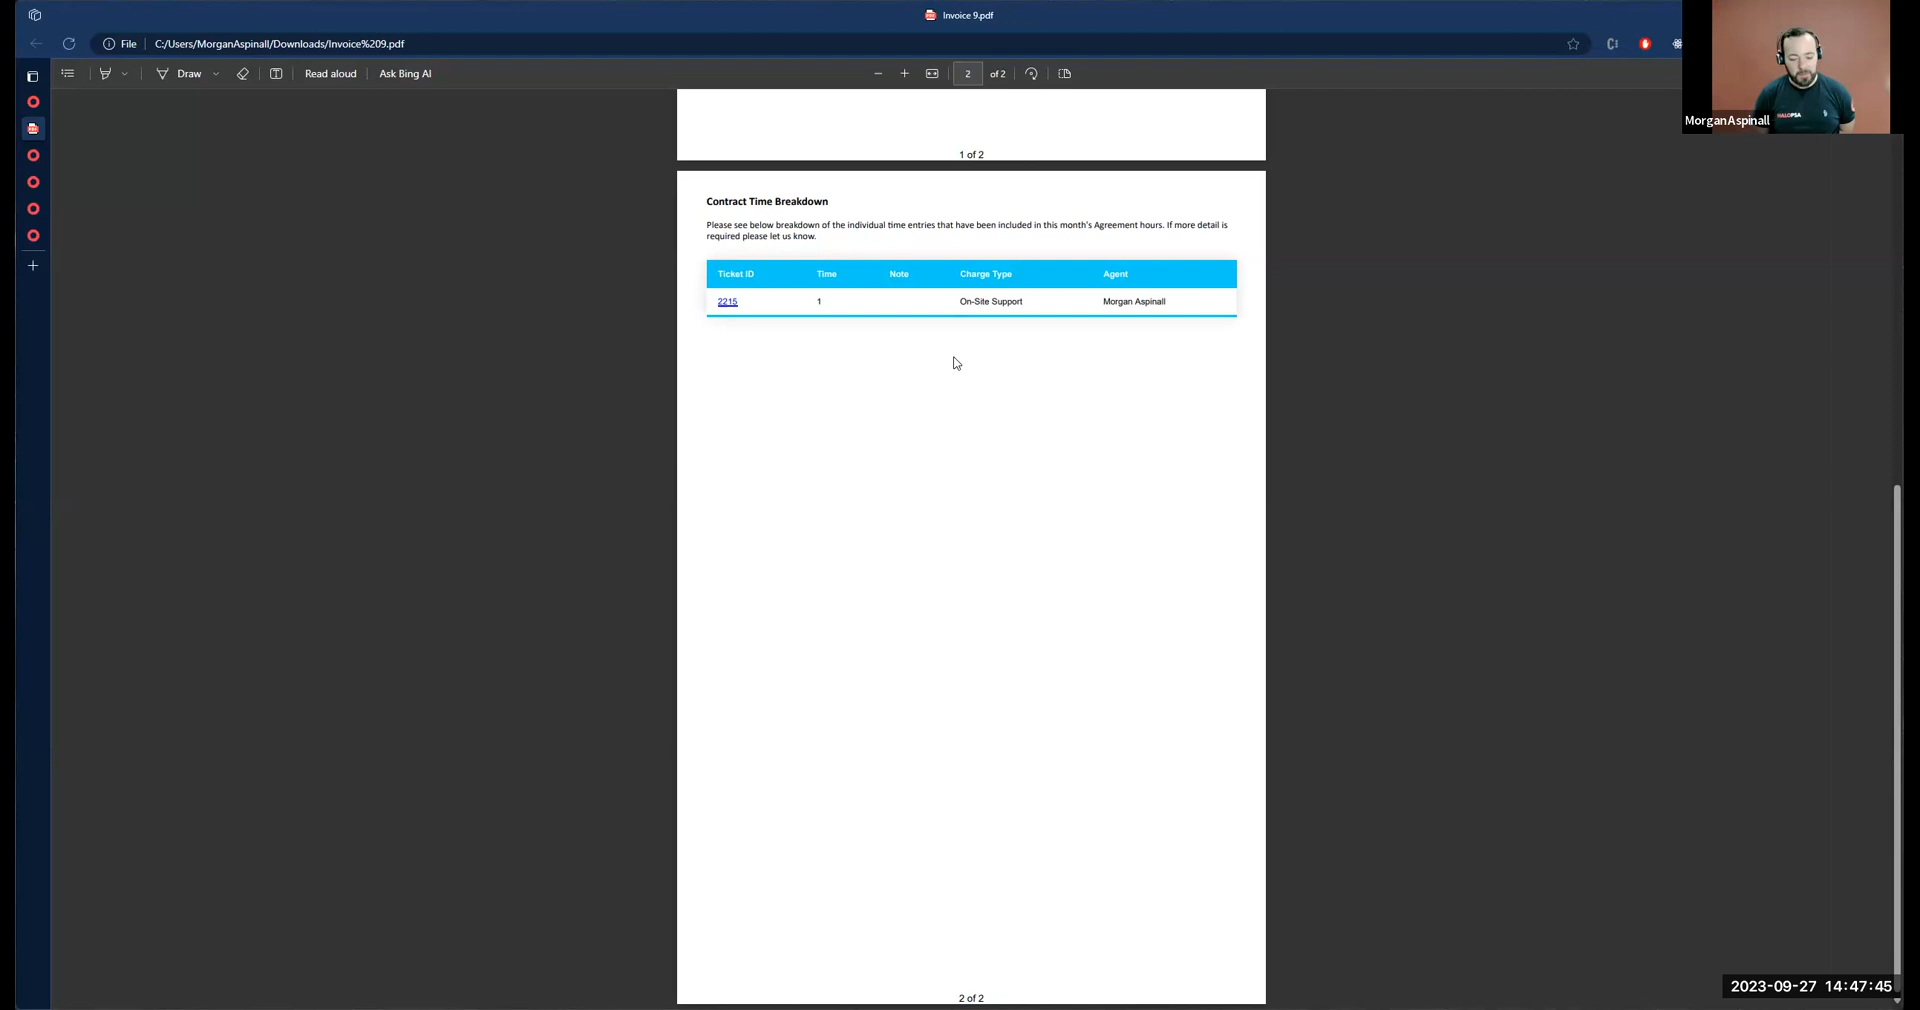 Invoice 9.pdf
File C:/Users/MorganAspinall/Downloads/Invoice%209.pdf
Draw Read aloud Ask Bing AI 2 of 2
MorganAspinall
HALOPSA
1 of 2
Contract Time Breakdown
Please see below breakdown of the individual time entries that have been included in this month's Agreement hours. If more detail is
required please let us know.
Ticket ID Time Note Charge Type Agent
2215 1 On-Site Support Morgan Aspinall
2 of 2
2023-09-27 14:47:45